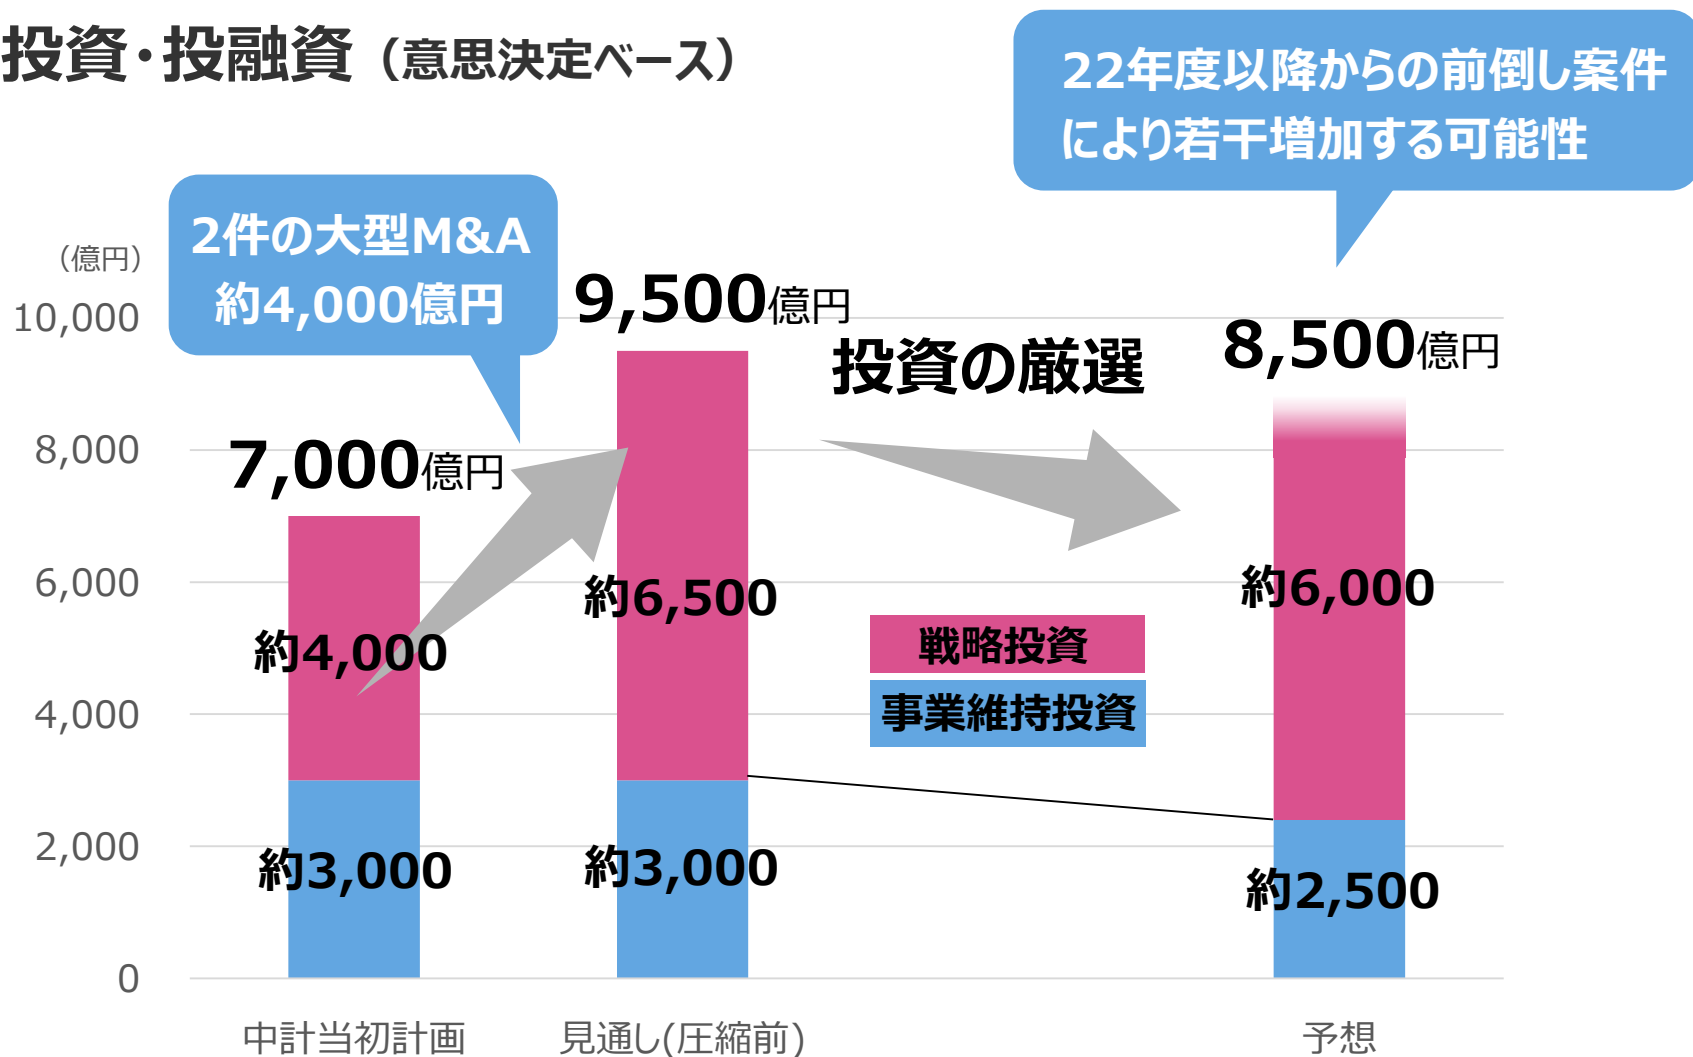 投資・投融資（意思決定ベース）
22年度以降からの前倒し案件
により若干増加する可能性
2件の大型M&A
約4,000億円
（億円）
10,000
8,000
6,000
4,000
2,000
0
7,000億円
9,500億円
投資の厳選
8,500億円
約4,000
約6,500
約6,000
戦略投資
事業維持投資
約3,000
約3,000
約2,500
中計当初計画
見通し(圧縮前)
予想